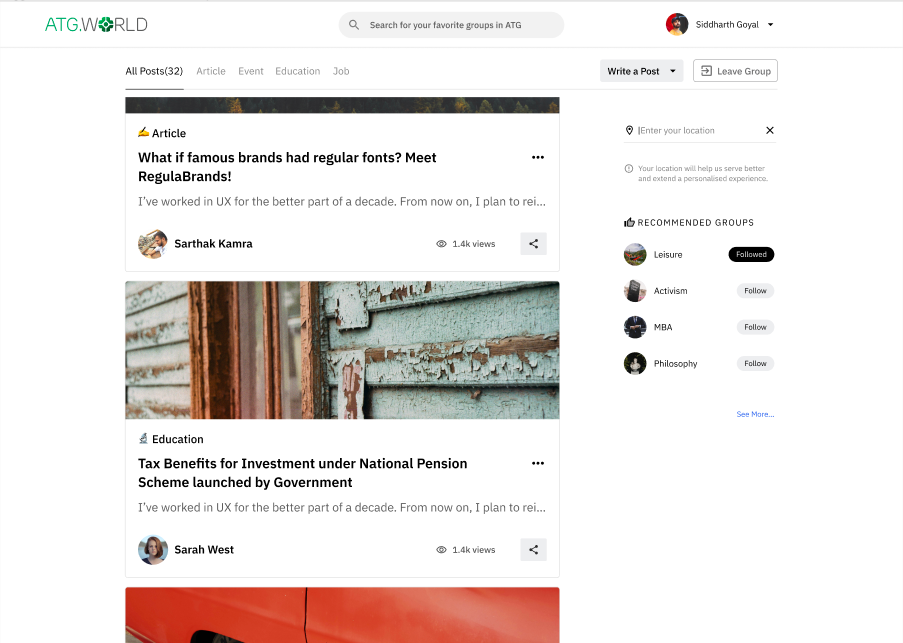 ATG.WORLD
Search for your favorite groups in ATG
Siddharth Goyal
All Posts(32) Article Event Education Job
Write a Post
Leave Group
✍️ Article
What if famous brands had regular fonts? Meet
RegulaBrands!
I’ve worked in UX for the better part of a decade. From now on, I plan to rei...
Sarthak Kamra
1.4k views
🔬️ Education
Tax Benefits for Investment under National Pension
Scheme launched by Government
I’ve worked in UX for the better part of a decade. From now on, I plan to rei...
Sarah West
1.4k views
Enter your location
Your location will help us serve better
and extend a personalised experience.
RECOMMENDED GROUPS
Leisure
Followed
Activism
Follow
MBA
Follow
Philosophy
Follow
See More...